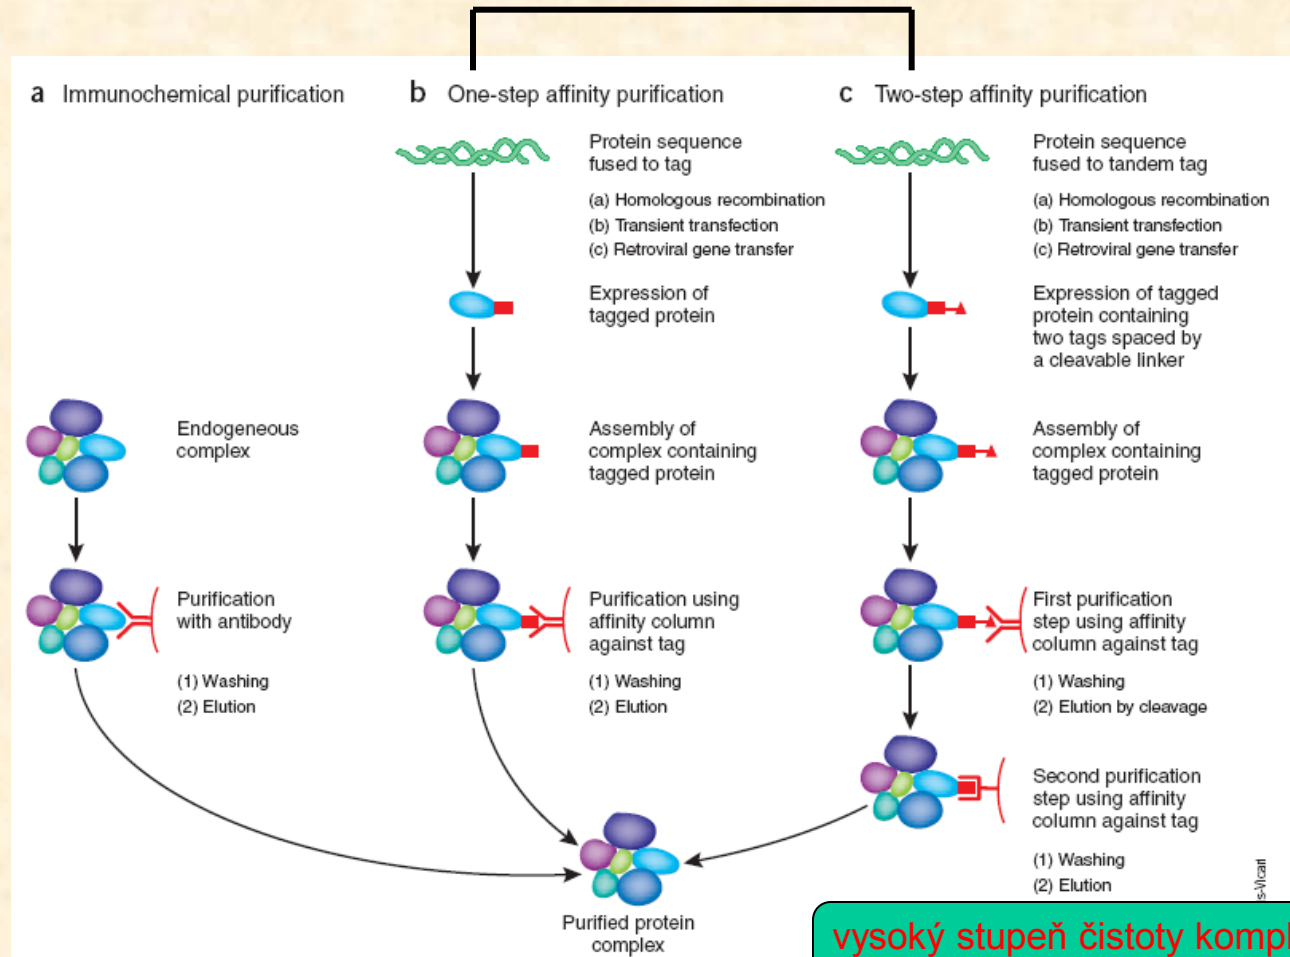 a Immunochemical purification
b One-step affinity purification
c Two-step affinity purification
Protein sequence
fused to tag
(a) Homologous recombination
(b) Transient transfection
(c) Retroviral gene transfer
Protein sequence
fused to tandem tag
(a) Homologous recombination
(b) Transient transfection
(c) Retroviral gene transfer
Expression of
tagged protein
Expression of tagged
protein containing
two tags spaced by
a cleavable linker
Endogeneous
complex
Assembly of
complex containing
tagged protein
Assembly of
complex containing
tagged protein
Purification
with antibody
(1) Washing
(2) Elution
Purification using
affinity column
against tag
(1) Washing
(2) Elution
First purification
step using affinity
column against tag
(1) Washing
(2) Elution by cleavage
Second purification
step using affinity
column against tag
(1) Washing
(2) Elution
Purified protein
complex
vysoký stupeň čistoty